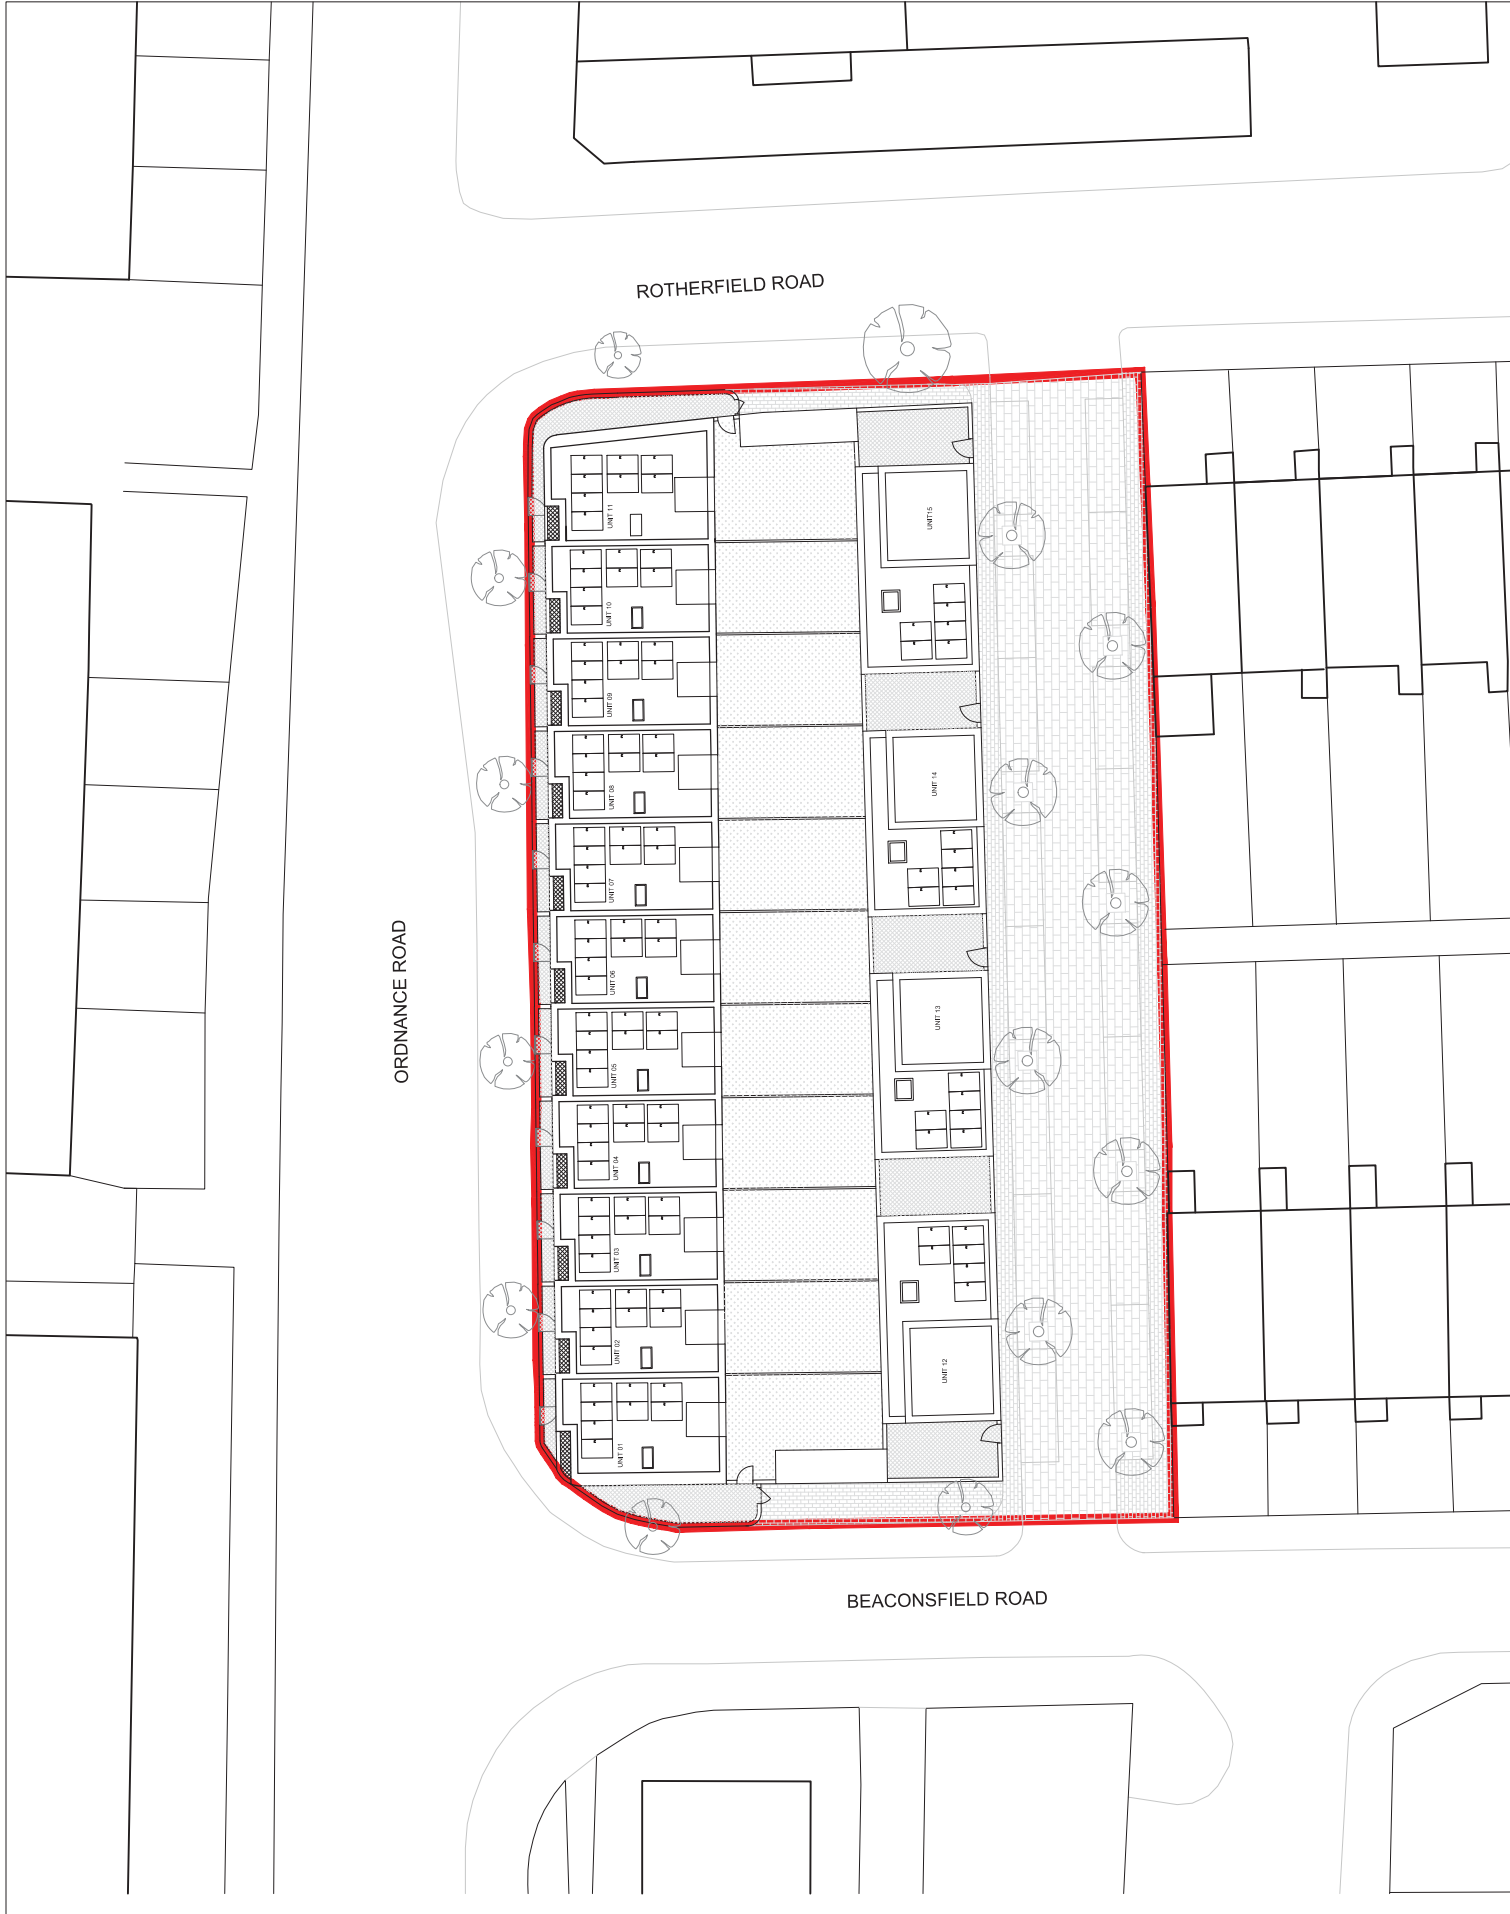 ROTHERFIELD ROAD
UNIT 11
UNIT15
UNIT 10
UNIT 09
UNIT 08
UNIT 14
UNIT 07
ORDNANCE ROAD
UNIT 06
UNIT 13
UNIT 05
UNIT 04
UNIT 03
UNIT 02
UNIT 12
UNIT 01
BEACONSFIELD ROAD